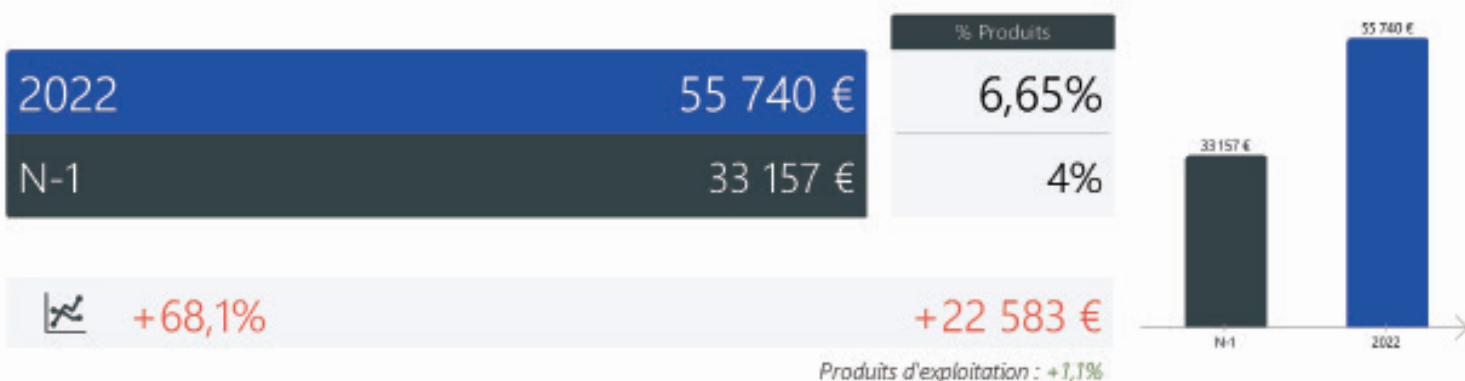 % Produits
2022 55 740 € 6,65%
N-1 33 157 € 4%
+68,1% +22 583 €
Produits d'exploitation : +1,1%
55 740 €
33 157 €
N-1 2022